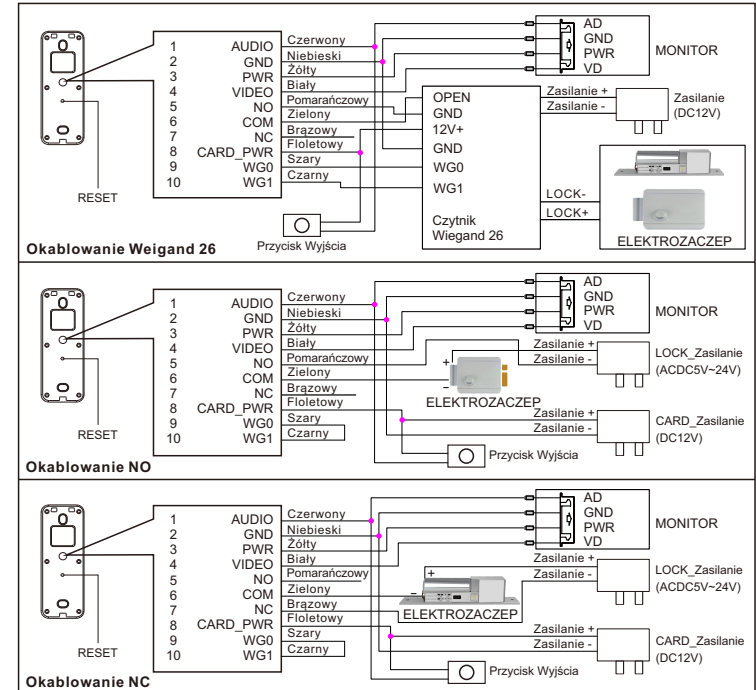 1 AUDIO Czerwony
2 GND Niebieski
3 PWR Żółty
4 VIDEO Biały
5 NO Pomarańczowy
6 COM Zielony
7 NC Brązowy
8 CARD_PWR Floletowy
9 WG0 Szary
10 WG1 Czarny
RESET
AD
GND
PWR
VD
MONITOR
OPEN
GND
12V+
GND
WG0
WG1
Czytnik
Wiegand 26
Zasilanie +
Zasilanie -
Zasilanie
(DC12V)
LOCK-
LOCK+
ELEKTROZACZEP
Przycisk Wyjścia
Okablowanie Weigand 26
1 AUDIO Czerwony
2 GND Niebieski
3 PWR Żółty
4 VIDEO Biały
5 NO Pomarańczowy
6 COM Zielony
7 NC Brązowy
8 CARD_PWR Floletowy
9 WG0 Szary
10 WG1 Czarny
RESET
AD
GND
PWR
VD
MONITOR
Zasilanie +
Zasilanie -
LOCK_Zasilanie
(ACDC5V~24V)
+
–
ELEKTROZACZEP
Zasilanie +
Zasilanie -
CARD_Zasilanie
(DC12V)
Przycisk Wyjścia
Okablowanie NO
1 AUDIO Czerwony
2 GND Niebieski
3 PWR Żółty
4 VIDEO Biały
5 NO Pomarańczowy
6 COM Zielony
7 NC Brązowy
8 CARD_PWR Floletowy
9 WG0 Szary
10 WG1 Czarny
RESET
AD
GND
PWR
VD
MONITOR
Zasilanie +
Zasilanie -
LOCK_Zasilanie
(ACDC5V~24V)
+
–
ELEKTROZACZEP
Zasilanie +
Zasilanie -
CARD_Zasilanie
(DC12V)
Przycisk Wyjścia
Okablowanie NC